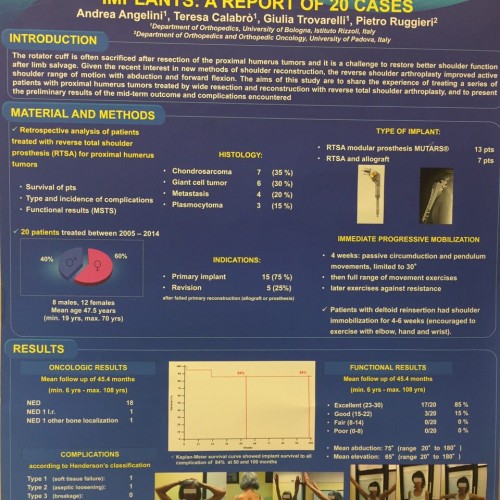 IMPLANTS: A REPORT OF 20 CASES
Andrea Angelini¹, Teresa Calabrò¹, Giulia Trovarelli¹, Pietro Ruggieri²
¹Department of Orthopedics, University of Bologna, Istituto Rizzoli, Italy
²Department of Orthopedics and Orthopedic Oncology, University of Padova, Italy
INTRODUCTION
The rotator cuff is often sacrificed after resection of the proximal humerus tumors and it is a challenge to restore better shoulder function
after limb salvage. Given the recent interest in new methods of shoulder reconstruction, the reverse shoulder arthroplasty improved active
shoulder range of motion with abduction and forward flexion. The aims of this study are to share the experience of treating a series of
patients with proximal humerus tumors treated by wide resection and reconstruction with reverse total shoulder arthroplasty, and to present
the preliminary results of the mid-term outcome and complications encountered
MATERIAL AND METHODS
✓ Retrospective analysis of patients
treated with reverse total shoulder
prosthesis (RTSA) for proximal humerus
tumors
- Survival of pts
- Type and incidence of complications
- Functional results (MSTS)
✓ 20 patients treated between 2005 – 2014
40%
♂
♀
60%
8 males, 12 females
Mean age 47.5 years
(min. 19 yrs, max. 70 yrs)
HISTOLOGY:
• Chondrosarcoma 7 (35 %)
• Giant cell tumor 6 (30 %)
• Metastasis 4 (20 %)
• Plasmocytoma 3 (15 %)
INDICATIONS:
• Primary implant 15 (75 %)
• Revision 5 (25%)
after failed primary reconstruction (allograft or prosthesis)
TYPE OF IMPLANT:
• RTSA modular prosthesis MUTARS® 13 pts
• RTSA and allograft 7 pts
IMMEDIATE PROGRESSIVE MOBILIZATION
• 4 weeks: passive circumduction and pendulum
movements, limited to 30°
• then full range of movement exercises
• later exercises against resistance
✓ Patients with deltoid reinsertion had shoulder
immobilization for 4-6 weeks (encouraged to
exercise with elbow, hand and wrist).
RESULTS
ONCOLOGIC RESULTS
Mean follow up of 45.4 months
(min. 6 yrs - max. 108 yrs)
NED 18
NED 1 l.r. 1
NED 1 other bone localization 1
COMPLICATIONS
according to Henderson's classification
Type 1 (soft tissue failure): 1
Type 2 (aseptic loosening): 1
Type 3 (breakage): 0
84%
84%
✓ Kaplan-Meier survival curve showed implant survival to all
complication of 84% at 50 and 100 months
FUNCTIONAL RESULTS
Mean follow up of 45.4 months
(min. 6 yrs - max. 108 yrs)
• Excellent (23-30) 17/20 85 %
• Good (15-22) 3/20 15 %
• Fair (8-14) 0/20 0 %
• Poor (0-8) 0/20 0 %
• Mean abduction: 75° (range 20° to 180°)
• Mean elevation: 65° (range 20° to 180°)